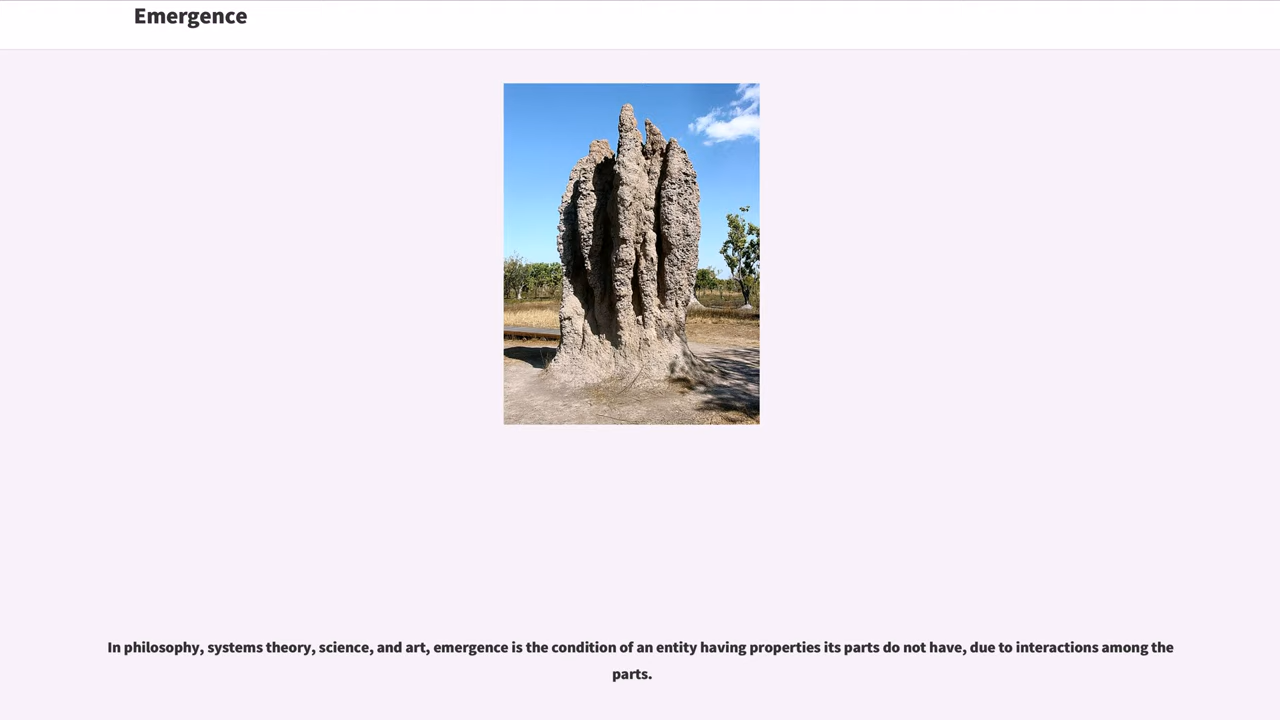 Emergence
In philosophy, systems theory, science, and art, emergence is the condition of an entity having properties its parts do not have, due to interactions among the
parts.